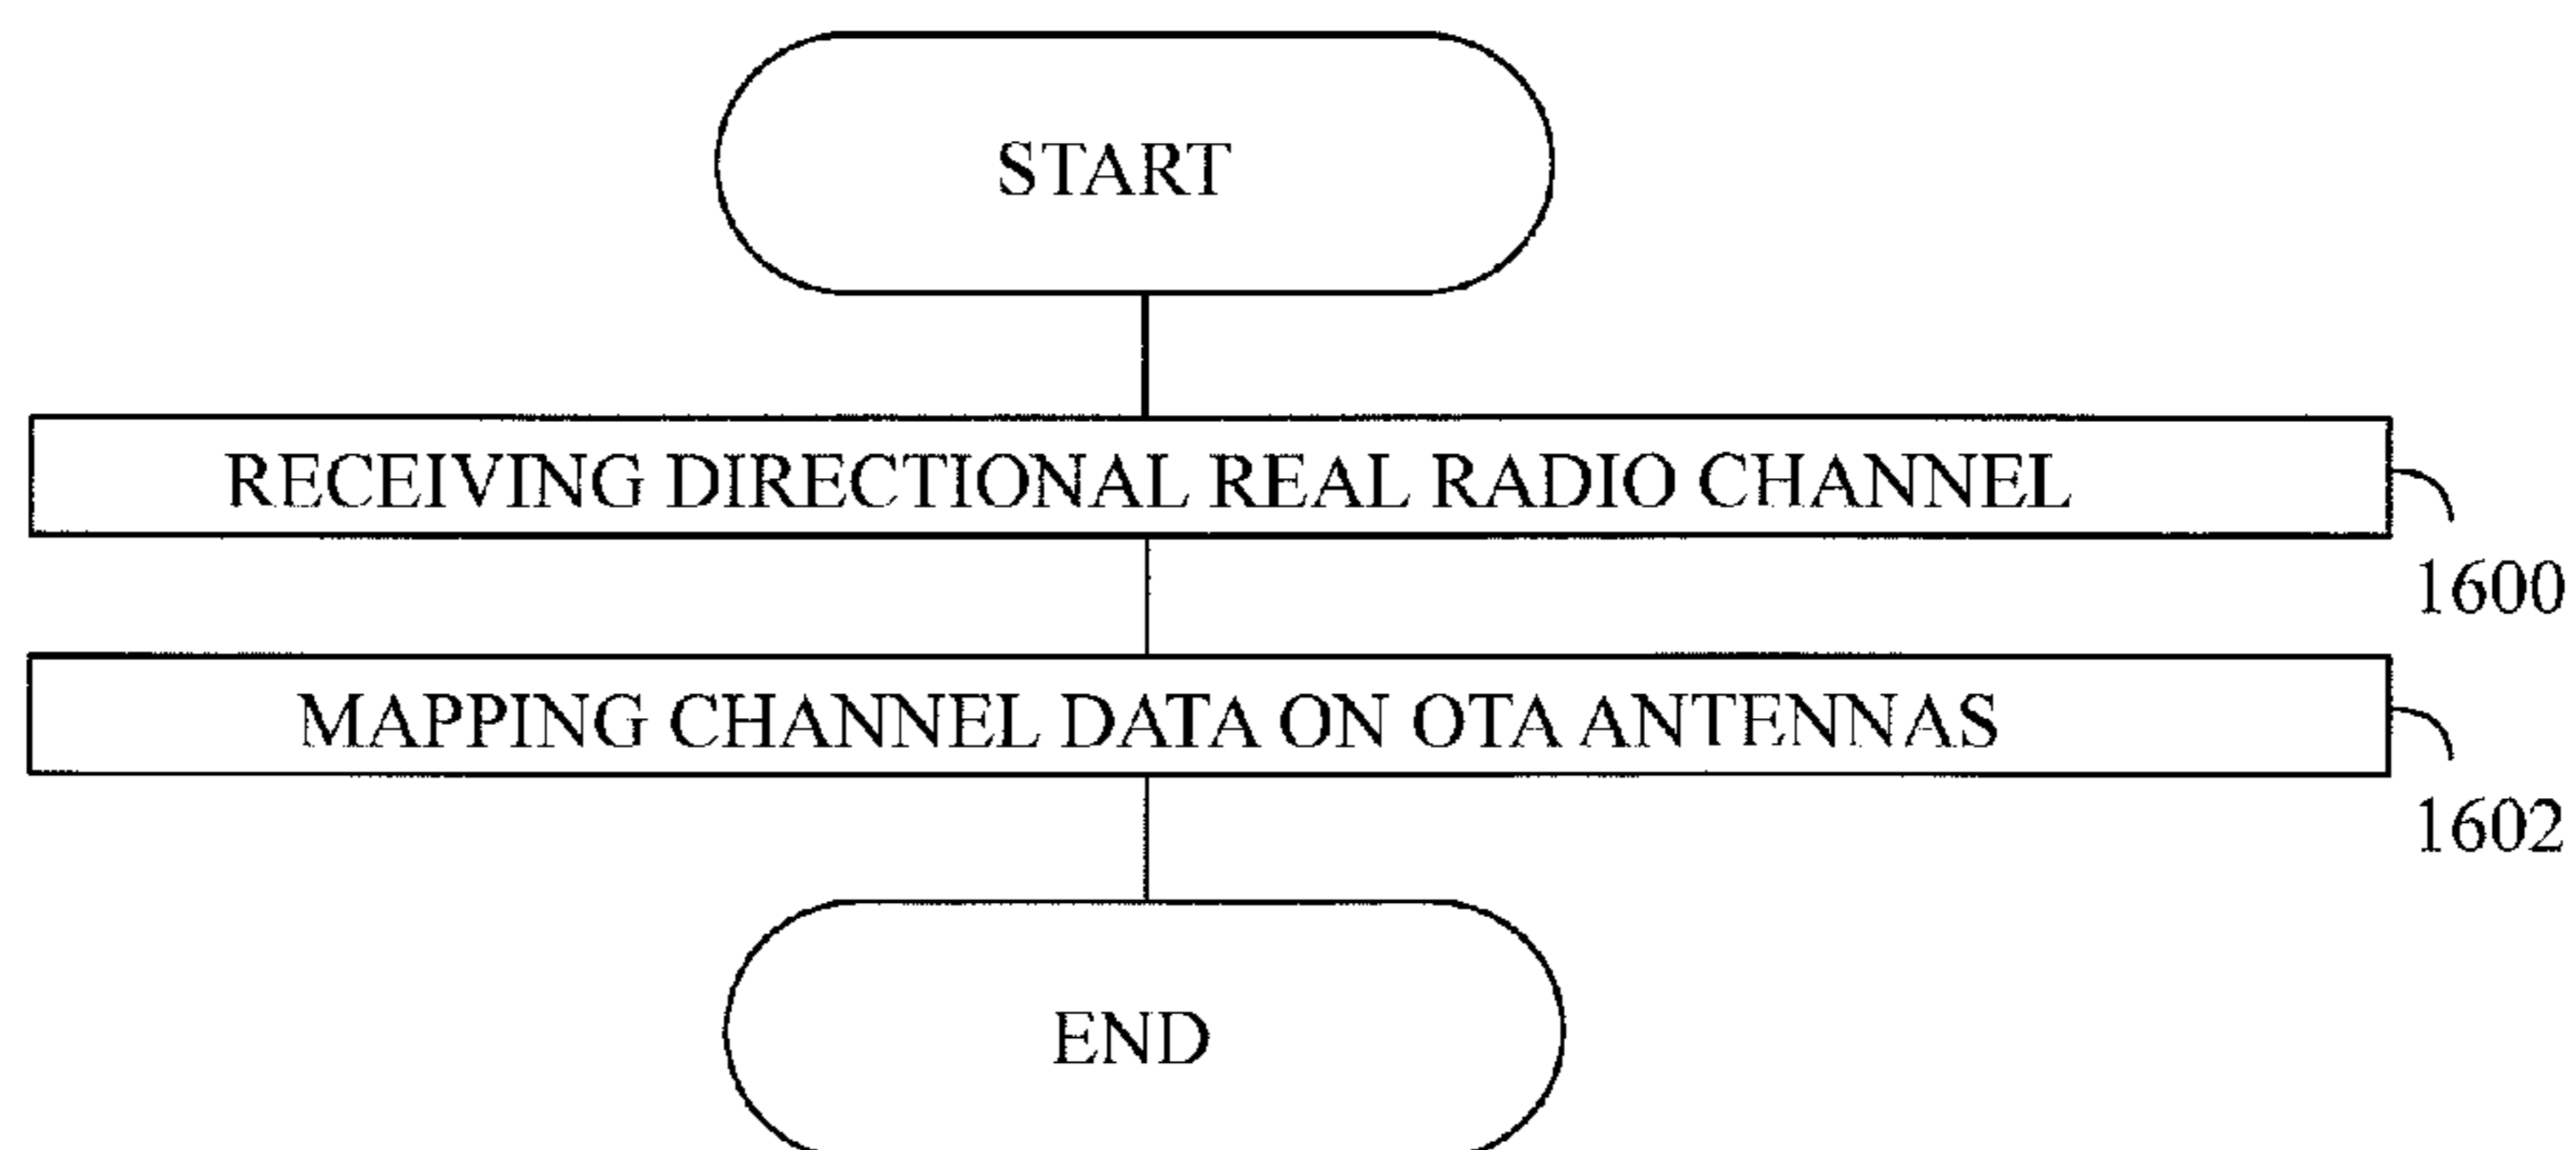 START
RECEIVING DIRECTIONAL REAL RADIO CHANNEL
1600
MAPPING CHANNEL DATA ON OTA ANTENNAS
1602
END